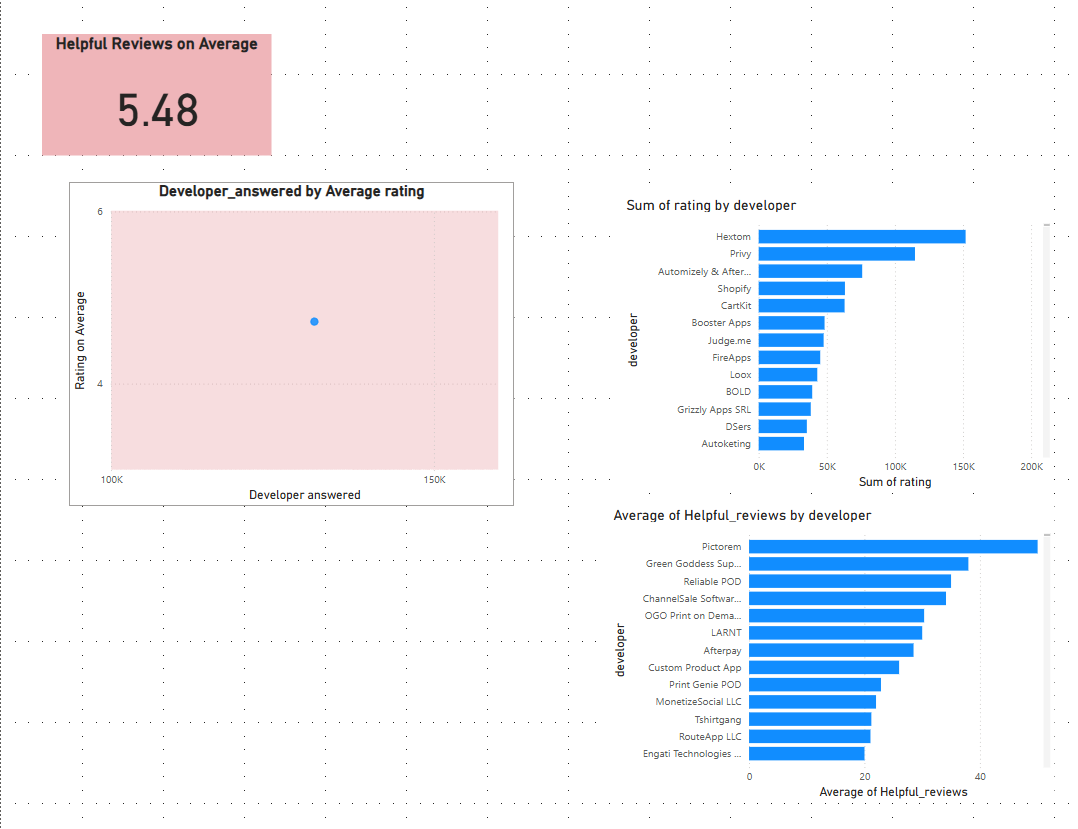 Helpful Reviews on Average
5.48
Developer_answered by Average rating
6
4
Rating on Average
100K 150K
Developer answered
Sum of rating by developer
developer
Hextom
Privy
Automizely & After...
Shopify
CartKit
Booster Apps
Judge.me
FireApps
Loox
BOLD
Grizzly Apps SRL
DSers
Autoketing
0K 50K 100K 150K 200K
Sum of rating
Average of Helpful_reviews by developer
developer
Pictorem
Green Goddess Sup...
Reliable POD
ChannelSale Softwar...
OGO Print on Dema...
LARNT
Afterpay
Custom Product App
Print Genie POD
MonetizeSocial LLC
Tshirtgang
RouteApp LLC
Engati Technologies ...
0 20 40
Average of Helpful_reviews